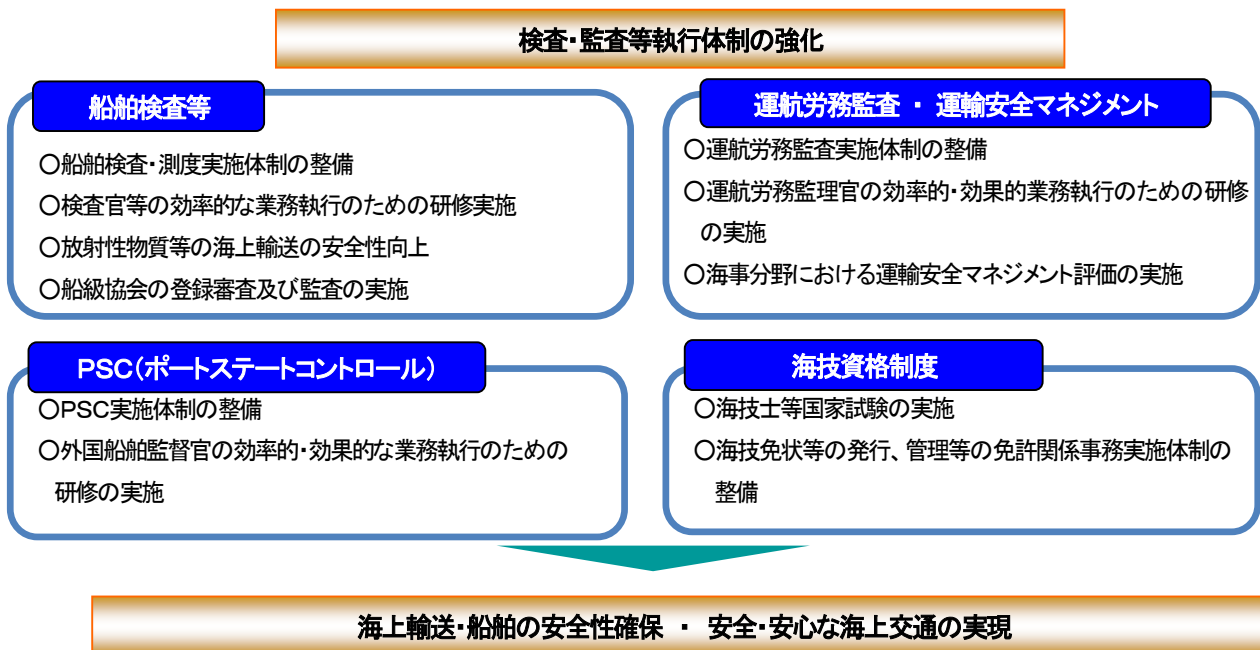 検査・監査等執行体制の強化
船舶検査等
○船舶検査・測度実施体制の整備
○検査官等の効率的な業務執行のための研修実施
○放射性物質等の海上輸送の安全性向上
○船級協会の登録審査及び監査の実施
運航労務監査 ・ 運輸安全マネジメント
○運航労務監査実施体制の整備
○運航労務監理官の効率的・効果的業務執行のための研修
の実施
○海事分野における運輸安全マネジメント評価の実施
PSC（ポートステートコントロール）
○PSC実施体制の整備
○外国船舶監督官の効率的・効果的な業務執行のための
研修の実施
海技資格制度
○海技士等国家試験の実施
○海技免状等の発行、管理等の免許関係事務実施体制の
整備
海上輸送・船舶の安全性確保 ・ 安全・安心な海上交通の実現